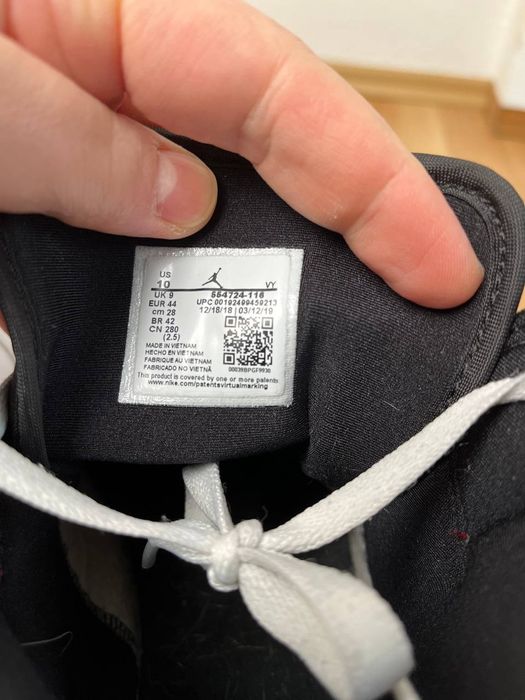 US
10
VY
UK 9
554724-116
EUR 44
UPC 00192499459213
cm 28
12/18/18 | 03/12/19
BR 42
CN 280
(2.5)
MADE IN VIETNAM
HECHO EN VIETNAM
FABRIQUE AU VIETNAM
FABRICADO NO VIETNÃ
00039BPGF9930
This product is covered by one or more patents
www.nike.com/patentsvirtualmarking